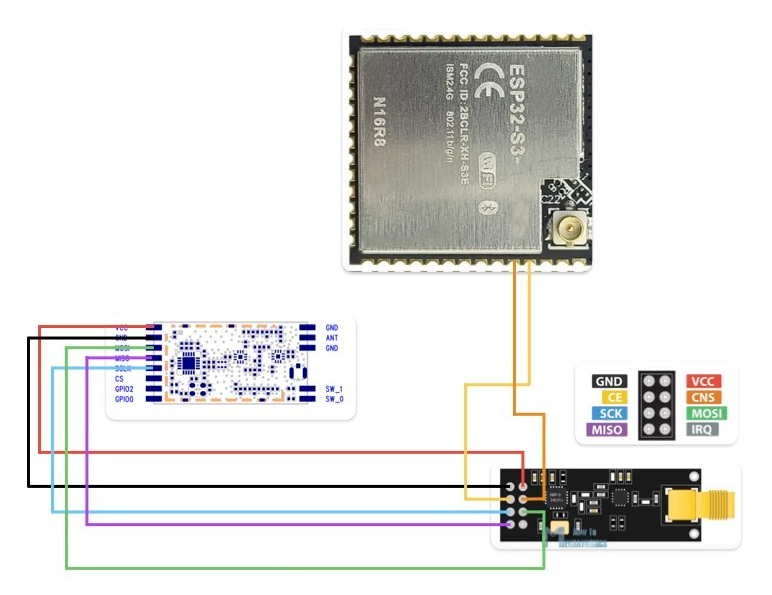 ESP32-S3-
CE
FCC ID:2BCLR-XH-S3E
ISM2.4G 802.11b/g/n
WiFi
N16R8
C22
VCC
GND
MOSI
MISO
SCLK
CS
GPIO2
GPIO0
GND
ANT
GND
SW_1
SW_0
GND VCC
CE CNS
SCK MOSI
MISO IRQ